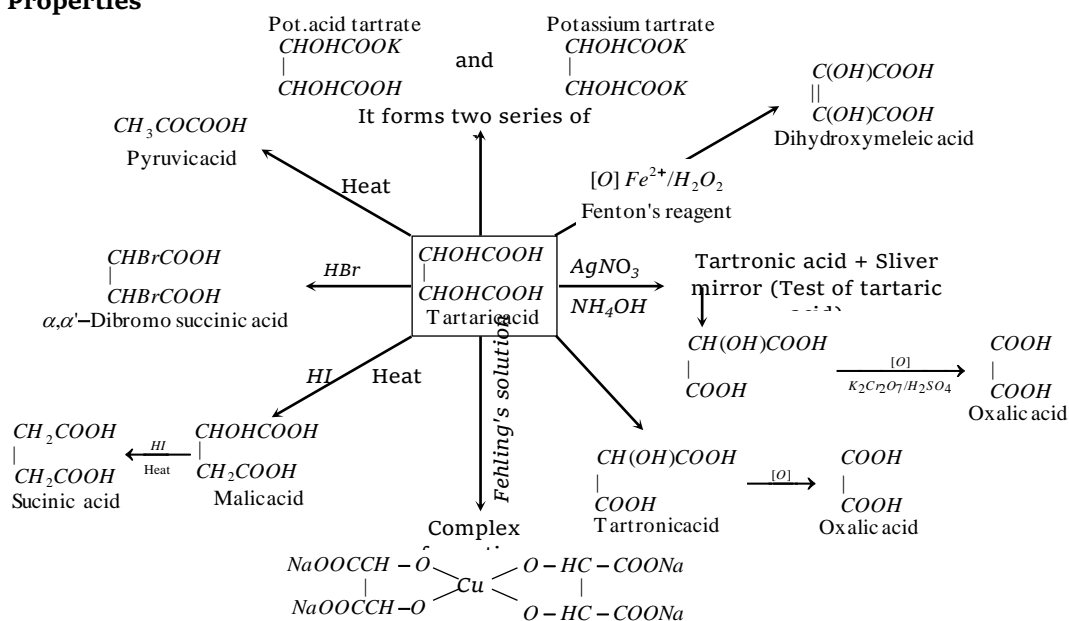 Properties
Pot.acid tartrate
CHOHCOOK
|
CHOHCOOH
and
Potassium tartrate
CHOHCOOK
|
CHOHCOOK
It forms two series of
C(OH)COOH
||
C(OH)COOH
Dihydroxymeleic acid
CH₃COCOOH
Pyruvicacid
Heat
[O] Fe²⁺/H₂O₂
Fenton's reagent
CHBrCOOH
|
CHBrCOOH
α,α'–Dibromo succinic acid
HBr
CHOHCOOH
|
CHOHCOOH
Tartaricacid
AgNO₃
NH₄OH
Tartronic acid + Sliver
mirror (Test of tartaric
acid)
CH(OH)COOH
|
COOH
[O]
K₂Cr₂O₇/H₂SO₄
COOH
|
COOH
Oxalic acid
HI
Heat
Fehling's solution
CH₂COOH
|
CH₂COOH
Sucinic acid
HI
Heat
CHOHCOOH
|
CH₂COOH
Malicacid
CH(OH)COOH
|
COOH
Tartronicacid
[O]
COOH
|
COOH
Oxalic acid
Complex
NaOOCCH – O
|
NaOOCCH–O
Cu
O – HC – COONa
|
O – HC – COONa